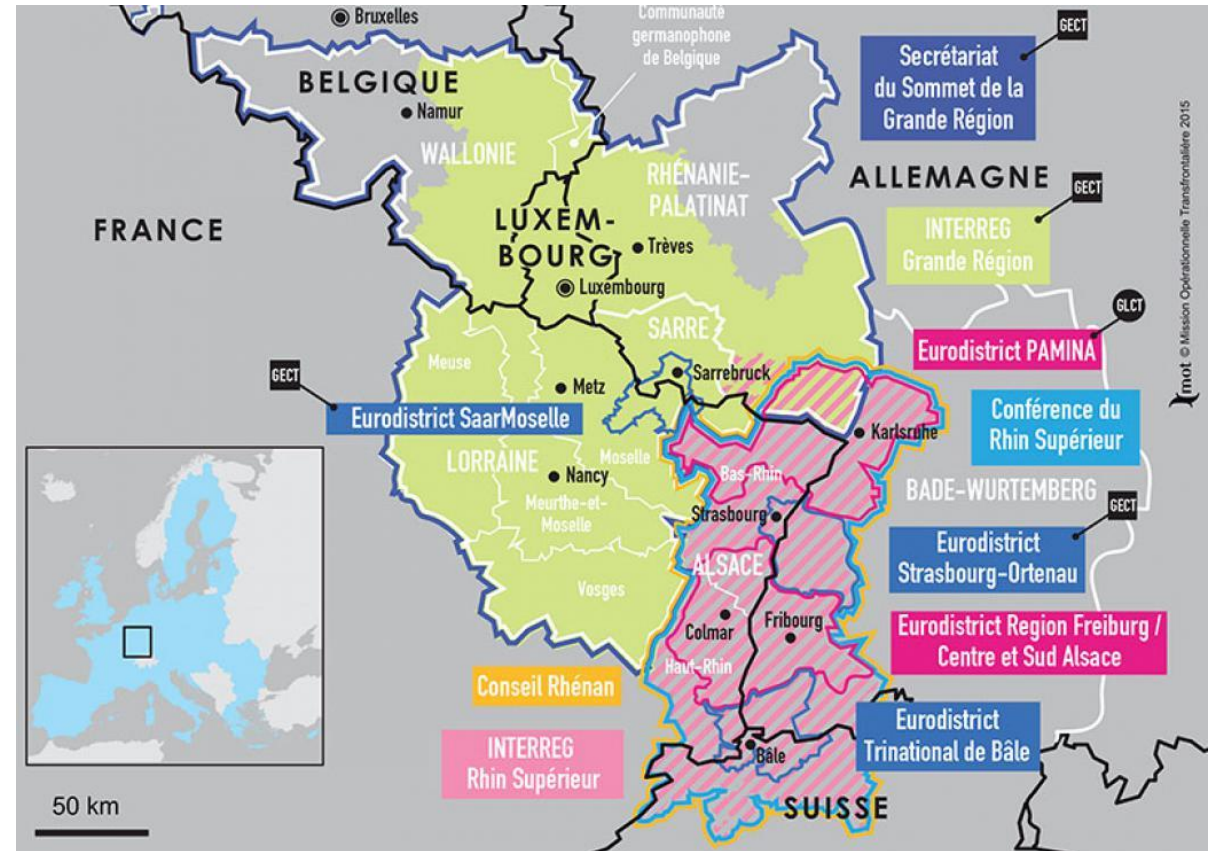 Bruxelles
Communauté
germanophone
de Belgique
GECT
Secrétariat
du Sommet de la
Grande Région
BELGIQUE
Namur
WALLONIE
RHÉNANIE-
PALATINAT
ALLEMAGNE
GECT
FRANCE
LUXEM-
BOURG
Trèves
INTERREG
Grande Région
Luxembourg
SARRE
GLCT
Eurodistrict PAMINA
Meuse
Sarrebruck
GECT
Metz
Eurodistrict SaarMoselle
Conférence du
Rhin Supérieur
Karlsruhe
LORRAINE
Moselle
Nancy
Bas-Rhin
BADE-WURTEMBERG
Meurthe-et-
Moselle
Strasbourg
GECT
Eurodistrict
Strasbourg-Ortenau
ALSACE
Vosges
Colmar
Fribourg
Eurodistrict Region Freiburg /
Centre et Sud Alsace
Haut-Rhin
Conseil Rhénan
Eurodistrict
Trinational de Bâle
INTERREG
Rhin Supérieur
Bâle
SUISSE
50 km
mot © Mission Opérationnelle Transfrontalière 2015